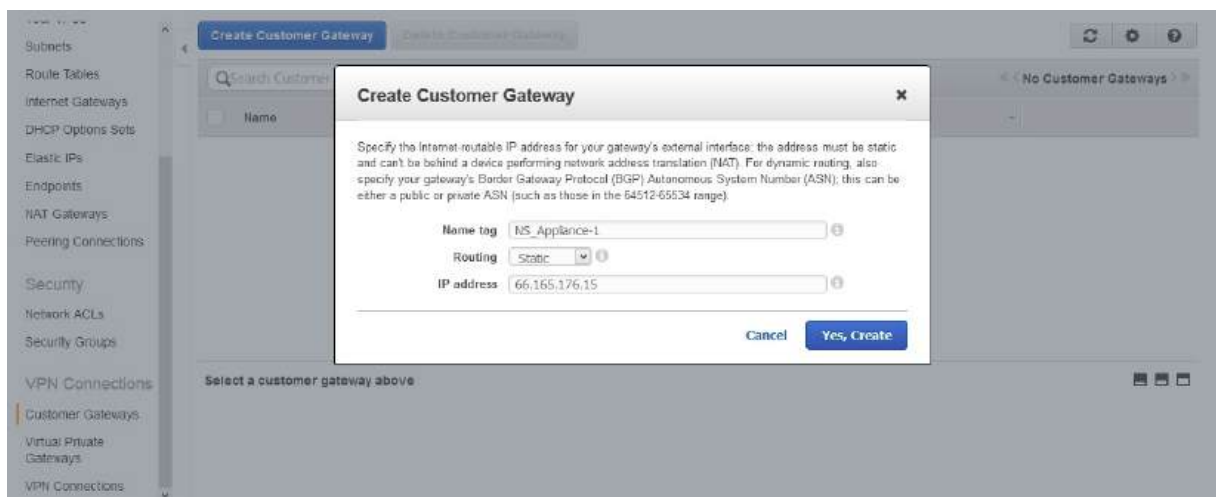 Subnets
Route Tables
Internet Gateways
DHCP Options Sets
Elastic IPs
Endpoints
NAT Gateways
Peering Connections
Security
Network ACLs
Security Groups
VPN Connections
Customer Gateways
Virtual Private
Gateways
VPN Connections
Create Customer Gateway
Delete Customer Gateway
Search Customer
No Customer Gateways
Name
Create Customer Gateway
Specify the Internet-routable IP address for your gateway's external interface; the address must be static
and can't be behind a device performing network address translation (NAT). For dynamic routing, also
specify your gateway's Border Gateway Protocol (BGP) Autonomous System Number (ASN); this can be
either a public or private ASN (such as those in the 64512-65534 range).
Name tag NS_Appliance-1
Routing Static
IP address 66.165.176.15
Cancel Yes, Create
Select a customer gateway above